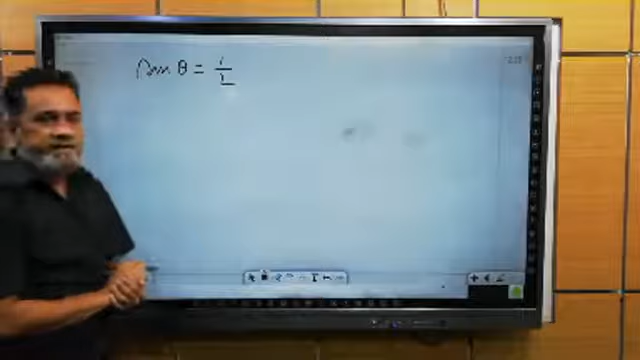 sin θ = 1/2